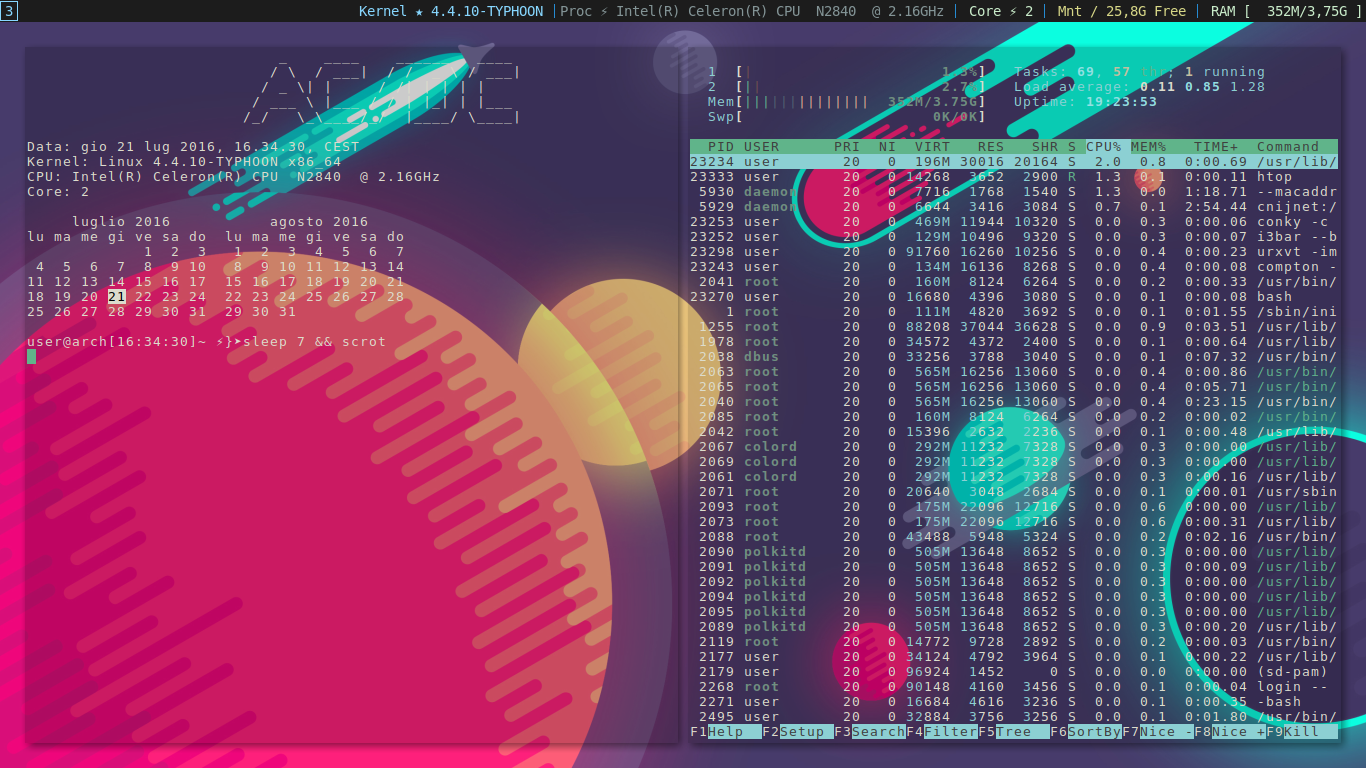 3
Kernel ★ 4.4.10-TYPHOON |Proc ⚡ Intel(R) Celeron(R) CPU  N2840  @ 2.16GHz | Core ⚡ 2 | Mnt / 25,8G Free | RAM [  352M/3,75G ]
Data: gio 21 lug 2016, 16.34.30, CEST
Kernel: Linux 4.4.10-TYPHOON x86_64
CPU: Intel(R) Celeron(R) CPU  N2840  @ 2.16GHz
Core: 2
luglio 2016           agosto 2016
lu ma me gi ve sa do  lu ma me gi ve sa do
1  2  3   1  2  3  4  5  6  7
4  5  6  7  8  9 10   8  9 10 11 12 13 14
11 12 13 14 15 16 17  15 16 17 18 19 20 21
18 19 20 21 22 23 24  22 23 24 25 26 27 28
25 26 27 28 29 30 31  29 30 31
user@arch[16:34:30]~ ⚡}➤sleep 7 && scrot
1 [| %] Tasks: 69, 57 thr; 1 running
2 [|| %] Load average: 0.11 0.85 1.28
Mem[|||||||||||||| 352M/3.75G] Uptime: 19:23:53
Swp[ 0K/0K]
PID USER PRI NI VIRT RES SHR S CPU% MEM% TIME+ Command
23234 user 20 0 196M 30016 20164 S 2.0 0.8 0:00.69 /usr/lib/
23333 user 20 0 14268 3652 2900 R 1.3 0.1 0:00.11 htop
5930 daemon 20 0 7716 1768 1540 S 1.3 0.0 1:18.71 --macaddr
5929 daemon 20 0 6644 3416 3084 S 0.7 0.1 2:54.44 cnijnet:/
23253 user 20 0 469M 11944 10320 S 0.0 0.3 0:00.06 conky -c
23252 user 20 0 129M 10496 9320 S 0.0 0.3 0:00.07 i3bar --b
23298 user 20 0 91760 16260 10256 S 0.0 0.4 0:00.23 urxvt -im
23243 user 20 0 134M 16136 8268 S 0.0 0.4 0:00.08 compton -
2041 root 20 0 160M 8124 6264 S 0.0 0.2 0:00.33 /usr/bin/
23270 user 20 0 16680 4396 3080 S 0.0 0.1 0:00.08 bash
1 root 20 0 111M 4820 3692 S 0.0 0.1 0:01.55 /sbin/ini
1255 root 20 0 88208 37044 36628 S 0.0 0.9 0:03.51 /usr/lib/
1978 root 20 0 34572 4372 2400 S 0.0 0.1 0:00.64 /usr/lib/
2038 dbus 20 0 33256 3788 3040 S 0.0 0.1 0:07.32 /usr/bin/
2063 root 20 0 565M 16256 13060 S 0.0 0.4 0:00.86 /usr/bin/
2065 root 20 0 565M 16256 13060 S 0.0 0.4 0:05.71 /usr/bin/
2040 root 20 0 565M 16256 13060 S 0.0 0.4 0:23.15 /usr/bin/
2085 root 20 0 160M 8124 6264 S 0.0 0.2 0:00.02 /usr/bin/
2042 root 20 0 15396 2632 2236 S 0.0 0.1 0:00.48 /usr/lib/
2067 colord 20 0 292M 11232 7328 S 0.0 0.3 0:00.00 /usr/lib/
2069 colord 20 0 292M 11232 7328 S 0.0 0.3 0:00.00 /usr/lib/
2061 colord 20 0 292M 11232 7328 S 0.0 0.3 0:00.16 /usr/lib/
2071 root 20 0 20640 3048 2684 S 0.0 0.1 0:00.01 /usr/sbin
2093 root 20 0 175M 22096 12716 S 0.0 0.6 0:00.00 /usr/lib/
2073 root 20 0 175M 22096 12716 S 0.0 0.6 0:00.31 /usr/lib/
2088 root 20 0 43488 5948 5324 S 0.0 0.2 0:02.16 /usr/bin/
2090 polkitd 20 0 505M 13648 8652 S 0.0 0.3 0:00.00 /usr/lib/
2091 polkitd 20 0 505M 13648 8652 S 0.0 0.3 0:00.09 /usr/lib/
2092 polkitd 20 0 505M 13648 8652 S 0.0 0.3 0:00.00 /usr/lib/
2094 polkitd 20 0 505M 13648 8652 S 0.0 0.3 0:00.00 /usr/lib/
2095 polkitd 20 0 505M 13648 8652 S 0.0 0.3 0:00.00 /usr/lib/
2089 polkitd 20 0 505M 13648 8652 S 0.0 0.3 0:00.20 /usr/lib/
2119 root 20 0 14772 9728 2892 S 0.0 0.2 0:00.03 /usr/bin/
2177 user 20 0 34124 4792 3964 S 0.0 0.1 0:00.22 /usr/lib/
2179 user 20 0 96924 1452 0 S 0.0 0.0 0:00.00 (sd-pam)
2268 root 20 0 90148 4160 3456 S 0.0 0.1 0:00.04 login --
2271 user 20 0 16684 4616 3236 S 0.0 0.1 0:00.35 -bash
2495 user 20 0 32884 3756 3256 S 0.0 0.1 0:01.80 /usr/bin/
F1Help F2Setup F3SearchF4FilterF5Tree F6SortByF7Nice -F8Nice +F9Kill